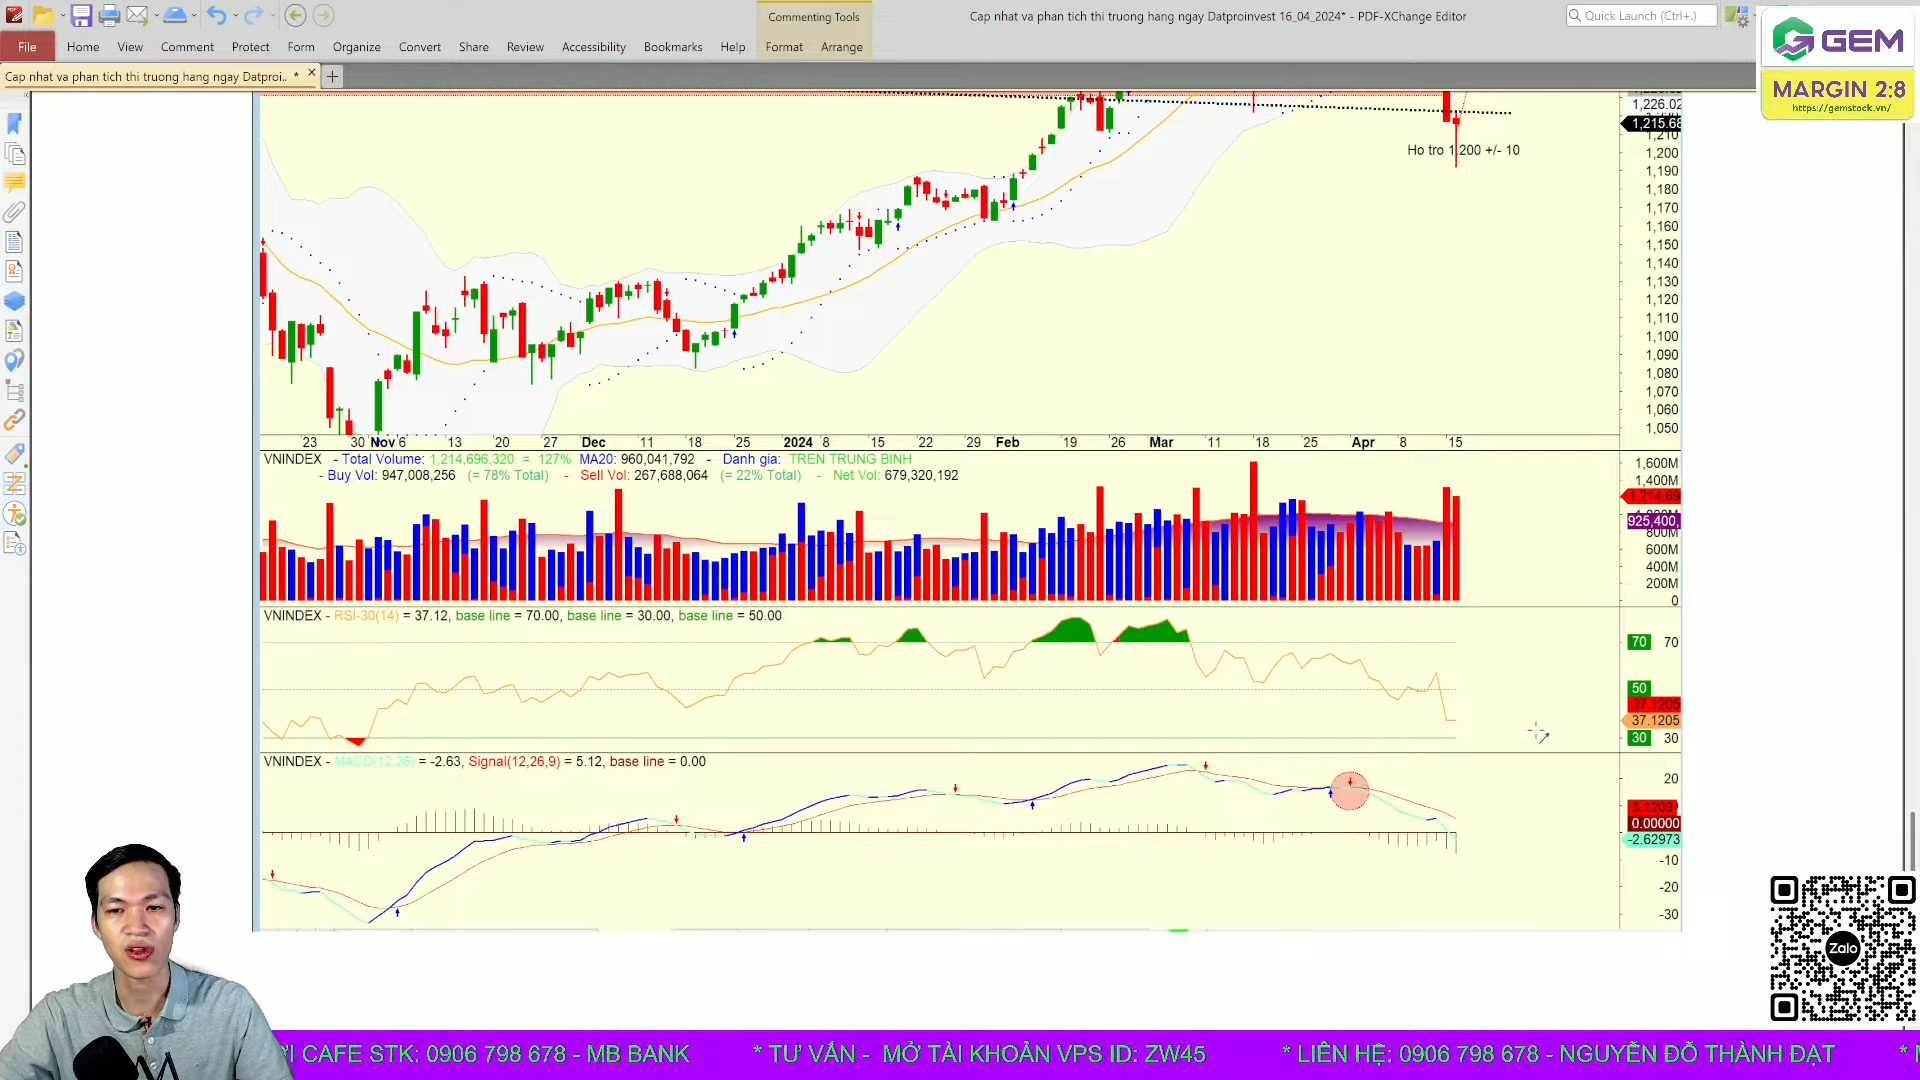 Commenting Tools
Cap nhat va phan tich thi truong hang ngay Datproinvest 16_04_2024* - PDF-XChange Editor
Quick Launch (Ctrl+.)
File Home View Comment Protect Form Organize Convert Share Review Accessibility Bookmarks Help Format Arrange
Cap nhat va phan tich thi truong hang ngay Datproi.. *
GEM
MARGIN 2:8
https://gemstock.vn/
1,226.02
1,215.68
1,210
Ho tro 1,200 +/- 10
1,200
1,190
1,180
1,170
1,160
1,150
1,140
1,130
1,120
1,110
1,100
1,090
1,080
1,070
1,060
1,050
23 30 Nov 6 13 20 27 Dec 11 18 25 2024 8 15 22 29 Feb 19 26 Mar 11 18 25 Apr 8 15
VNINDEX - Total Volume: 1,214,696,320 = 127% MA20: 960,041,792 - Danh gia: TREN TRUNG BINH
- Buy Vol: 947,008,256 (= 78% Total) - Sell Vol: 267,688,064 (= 22% Total) - Net Vol: 679,320,192
1,600M
1,400M
1,214.69
925,400,
800M
600M
400M
200M
0
VNINDEX - RSI-30(14) = 37.12, base line = 70.00, base line = 30.00, base line = 50.00
70 70
50
37.1205
37.1205
30 30
VNINDEX - MACD(12,26) = -2.63, Signal(12,26,9) = 5.12, base line = 0.00
20
5.1209
0.00000
-2.62973
-10
-20
-30
Zalo
ỜI CAFE STK: 0906 798 678 - MB BANK * TƯ VẤN - MỞ TÀI KHOẢN VPS ID: ZW45 * LIÊN HỆ: 0906 798 678 - NGUYỄN ĐỖ THÀNH ĐẠT *